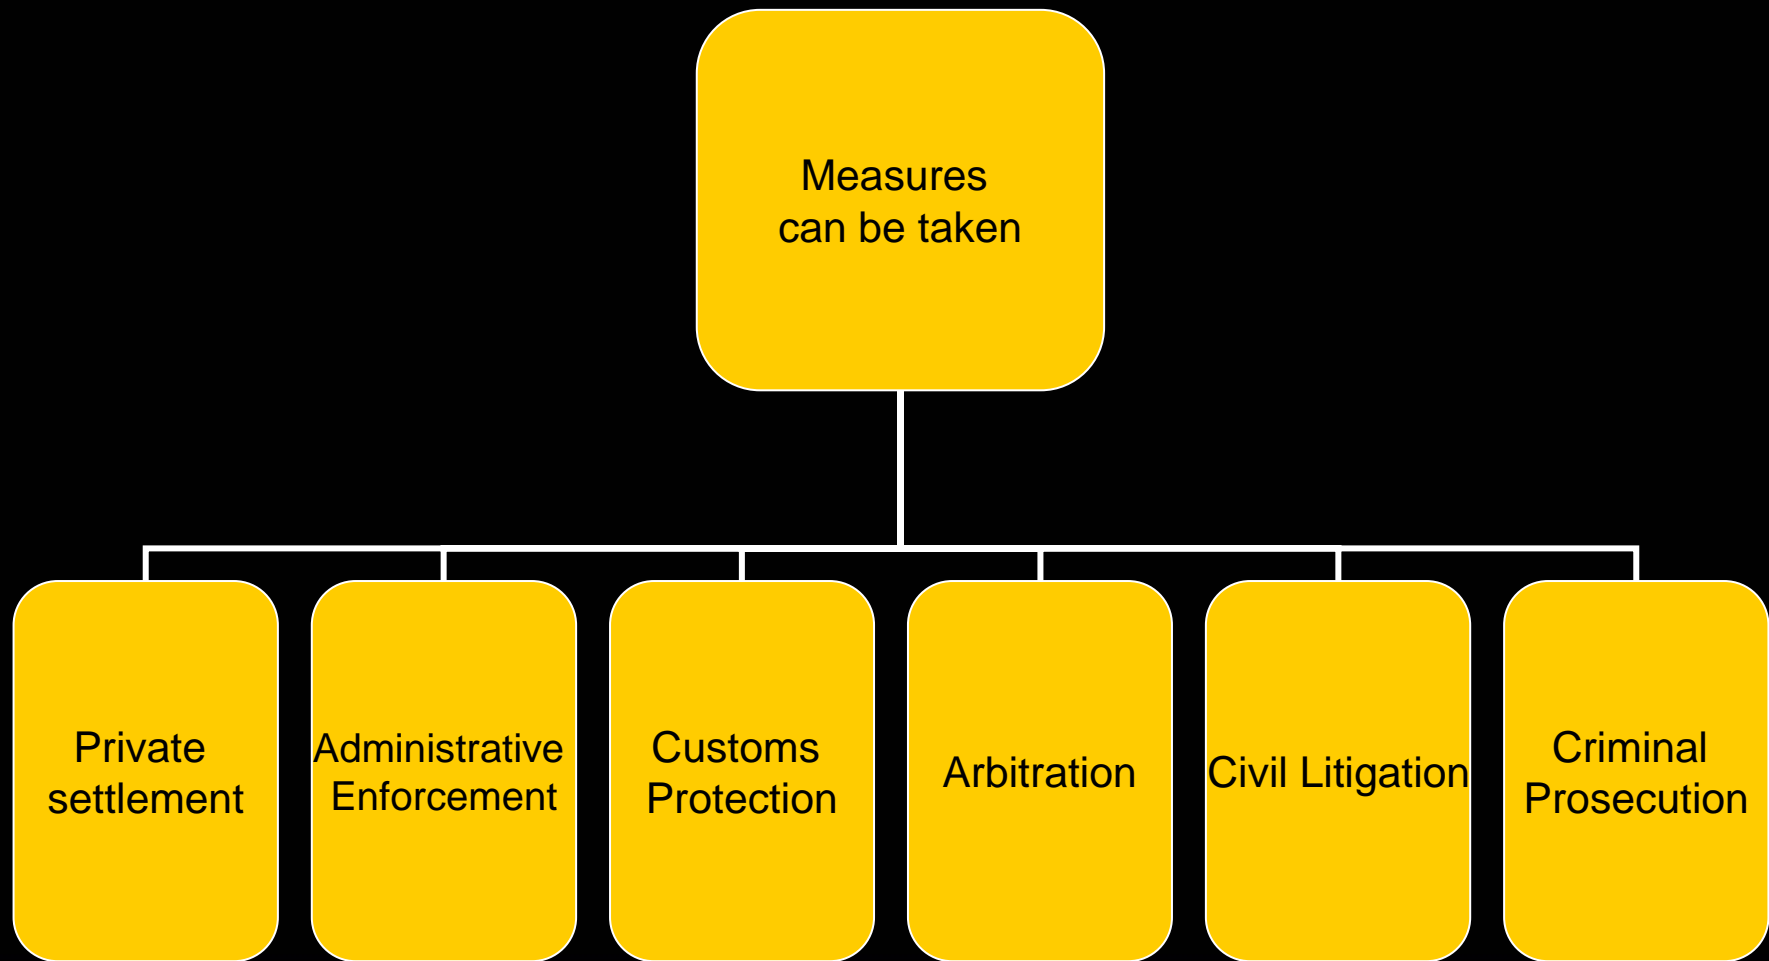 Measures
can be taken
Private
settlement
Administrative
Enforcement
Customs
Protection
Arbitration
Civil Litigation
Criminal
Prosecution